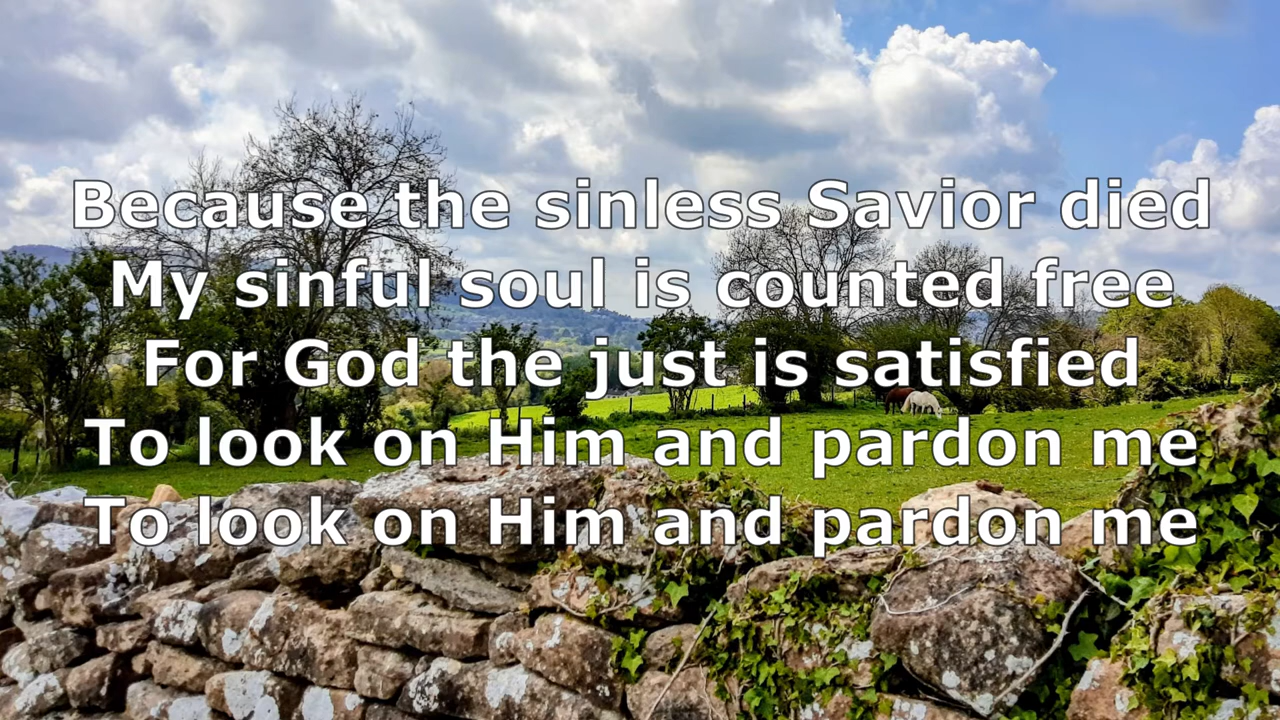 Because the sinless Savior died
My sinful soul is counted free
For God the just is satisfied
To look on Him and pardon me
To look on Him and pardon me